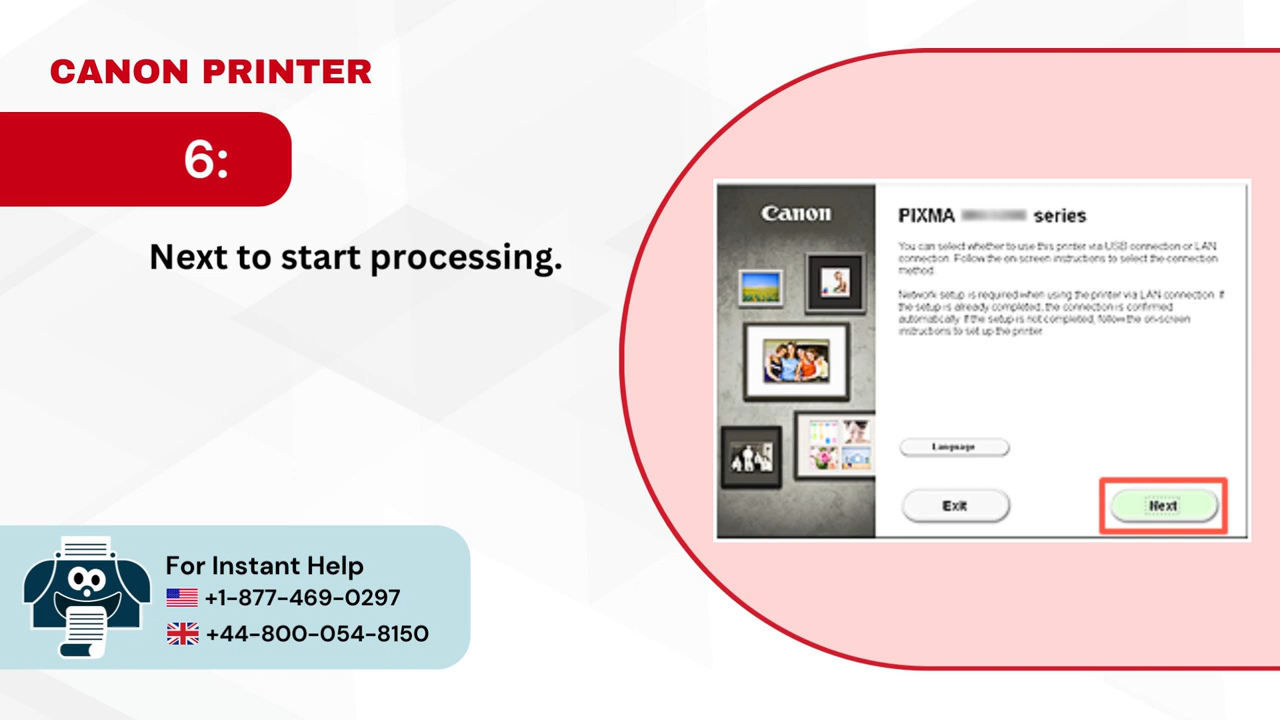 CANON PRINTER
6:
Next to start processing.
For Instant Help
+1-877-469-0297
+44-800-054-8150
Canon
PIXMA series
You can select whether to use this printer via USB connection or LAN
connection. Follow the on-screen instructions to select the connection
method.
Network setup is required when using the printer via LAN connection. If
the setup is already completed, the connection is confirmed
automatically. If the setup is not completed, follow the on-screen
instructions to set up the printer.
Language
Exit
Next